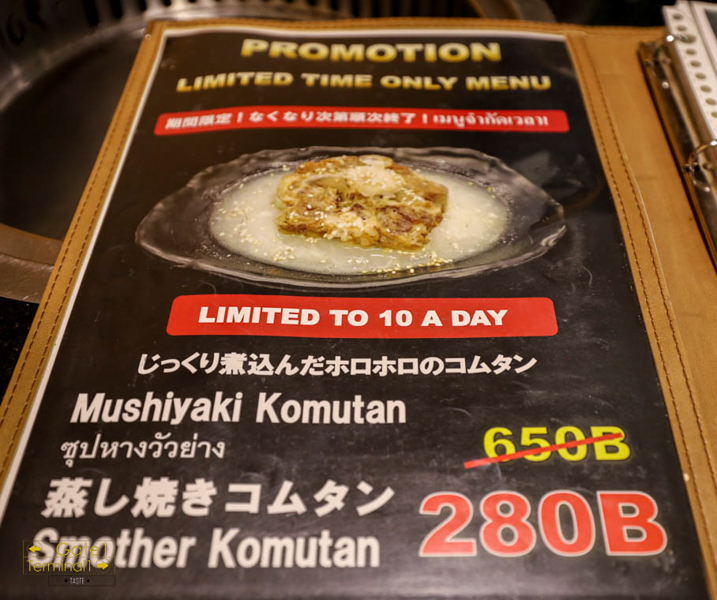 PROMOTION
LIMITED TIME ONLY MENU
期間限定！なくなり次第順次終了！เมนูจำกัดเวลา!
LIMITED TO 10 A DAY
じっくり煮込んだホロホロのコムタン
Mushiyaki Komutan
ซุปหางวัวย่าง
650B
蒸し焼きコムタン
280B
Smother Komutan
Gate
Terminan
TASTE